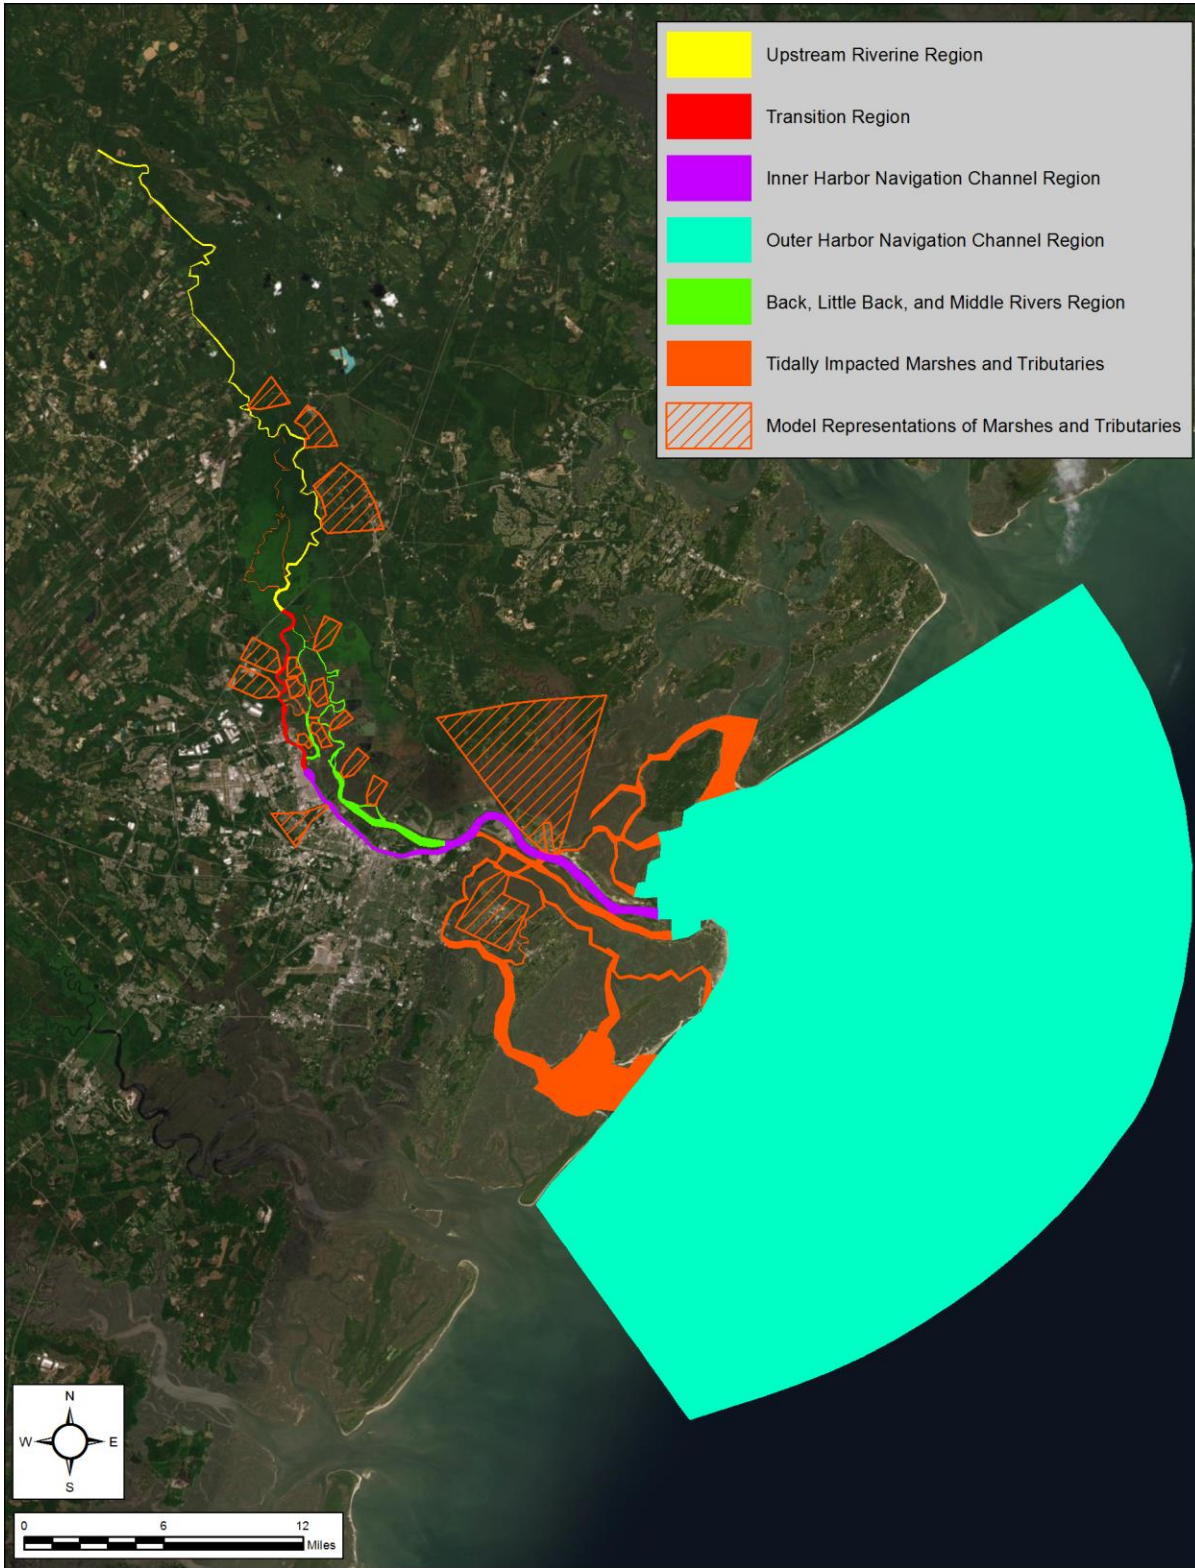 Upstream Riverine Region
Transition Region
Inner Harbor Navigation Channel Region
Outer Harbor Navigation Channel Region
Back, Little Back, and Middle Rivers Region
Tidally Impacted Marshes and Tributaries
Model Representations of Marshes and Tributaries
N
W E
S
0 6 12
Miles